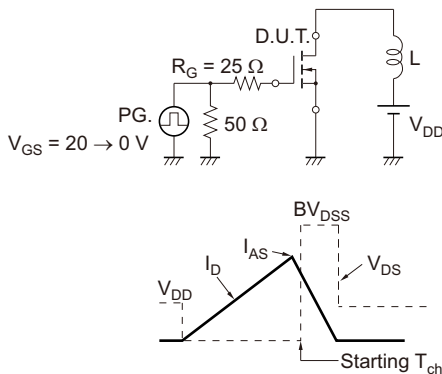 D.U.T.
R_G = 25 Ω
L
PG.
50 Ω
V_GS = 20 → 0 V
V_DD
BV_DSS
I_AS
I_D
V_DS
V_DD
Starting T_ch